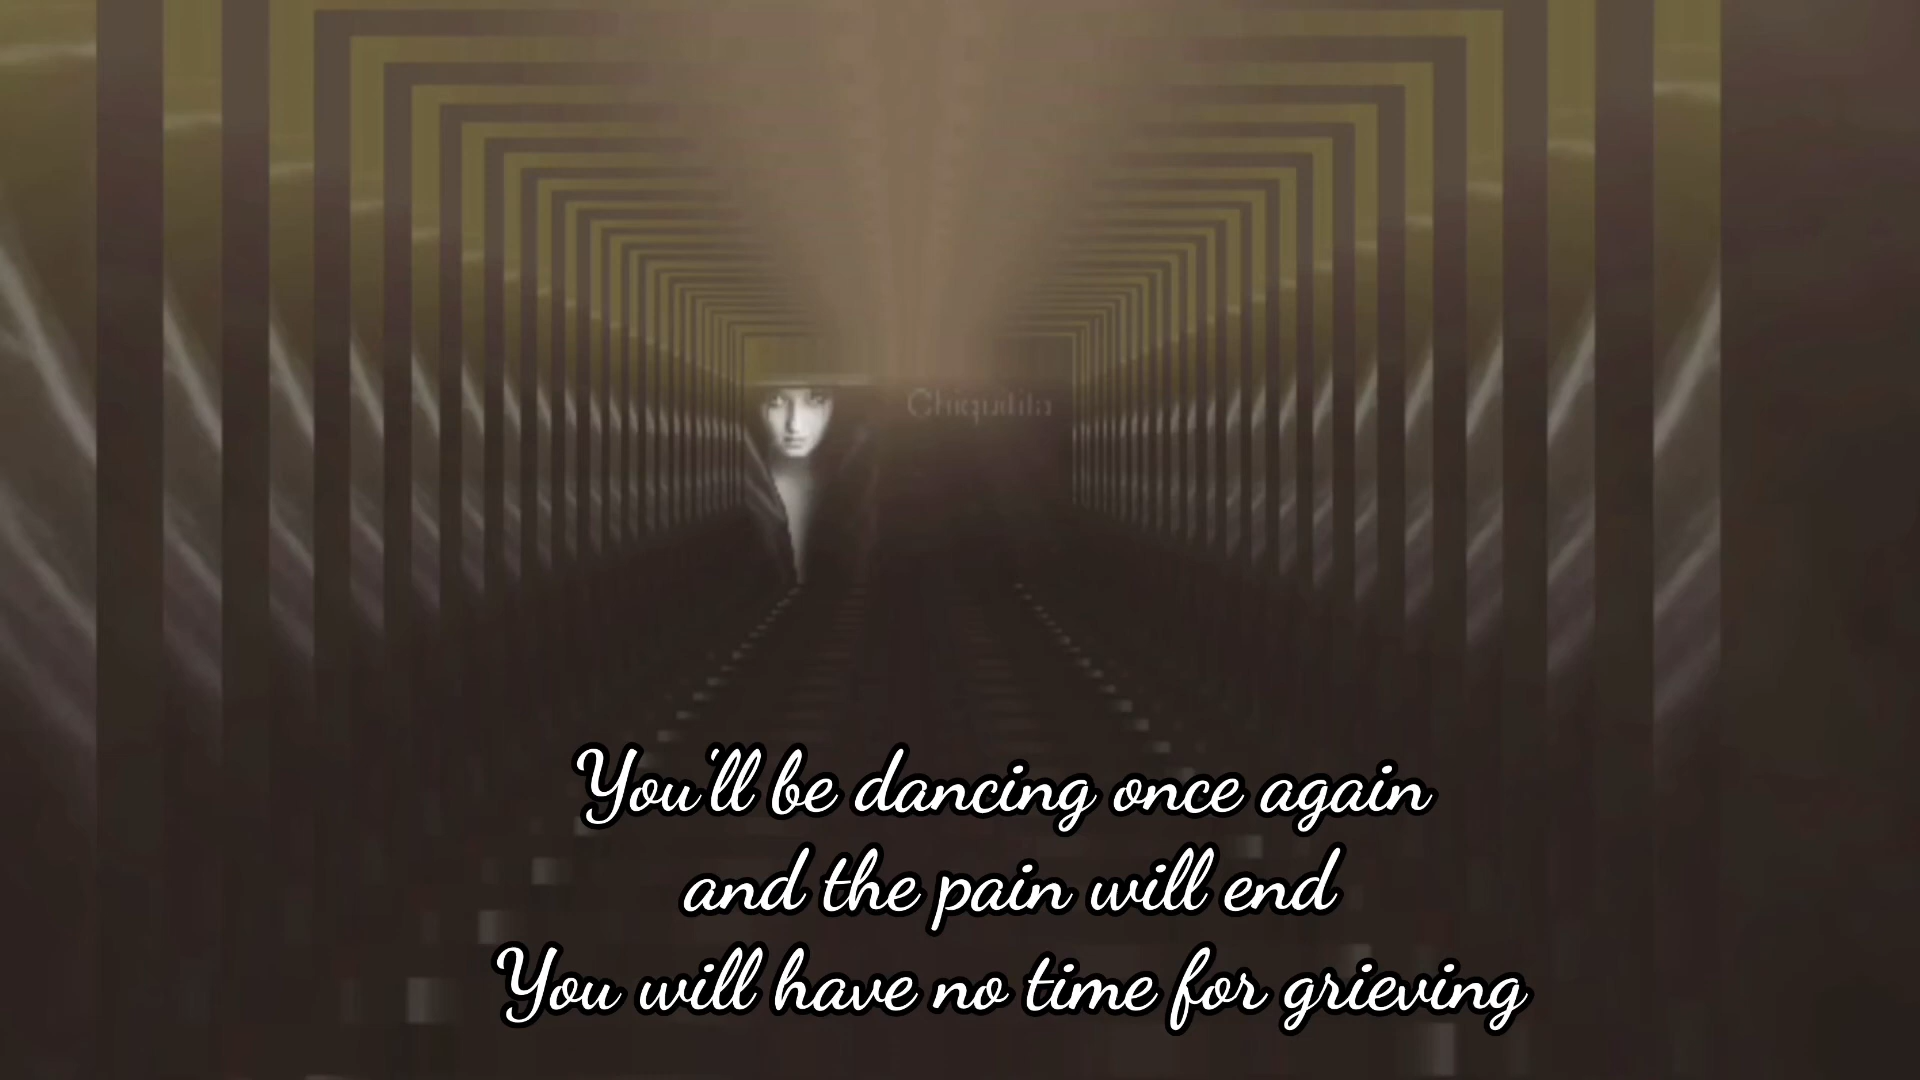 Chiquitita
You'll be dancing once again
and the pain will end
You will have no time for grieving